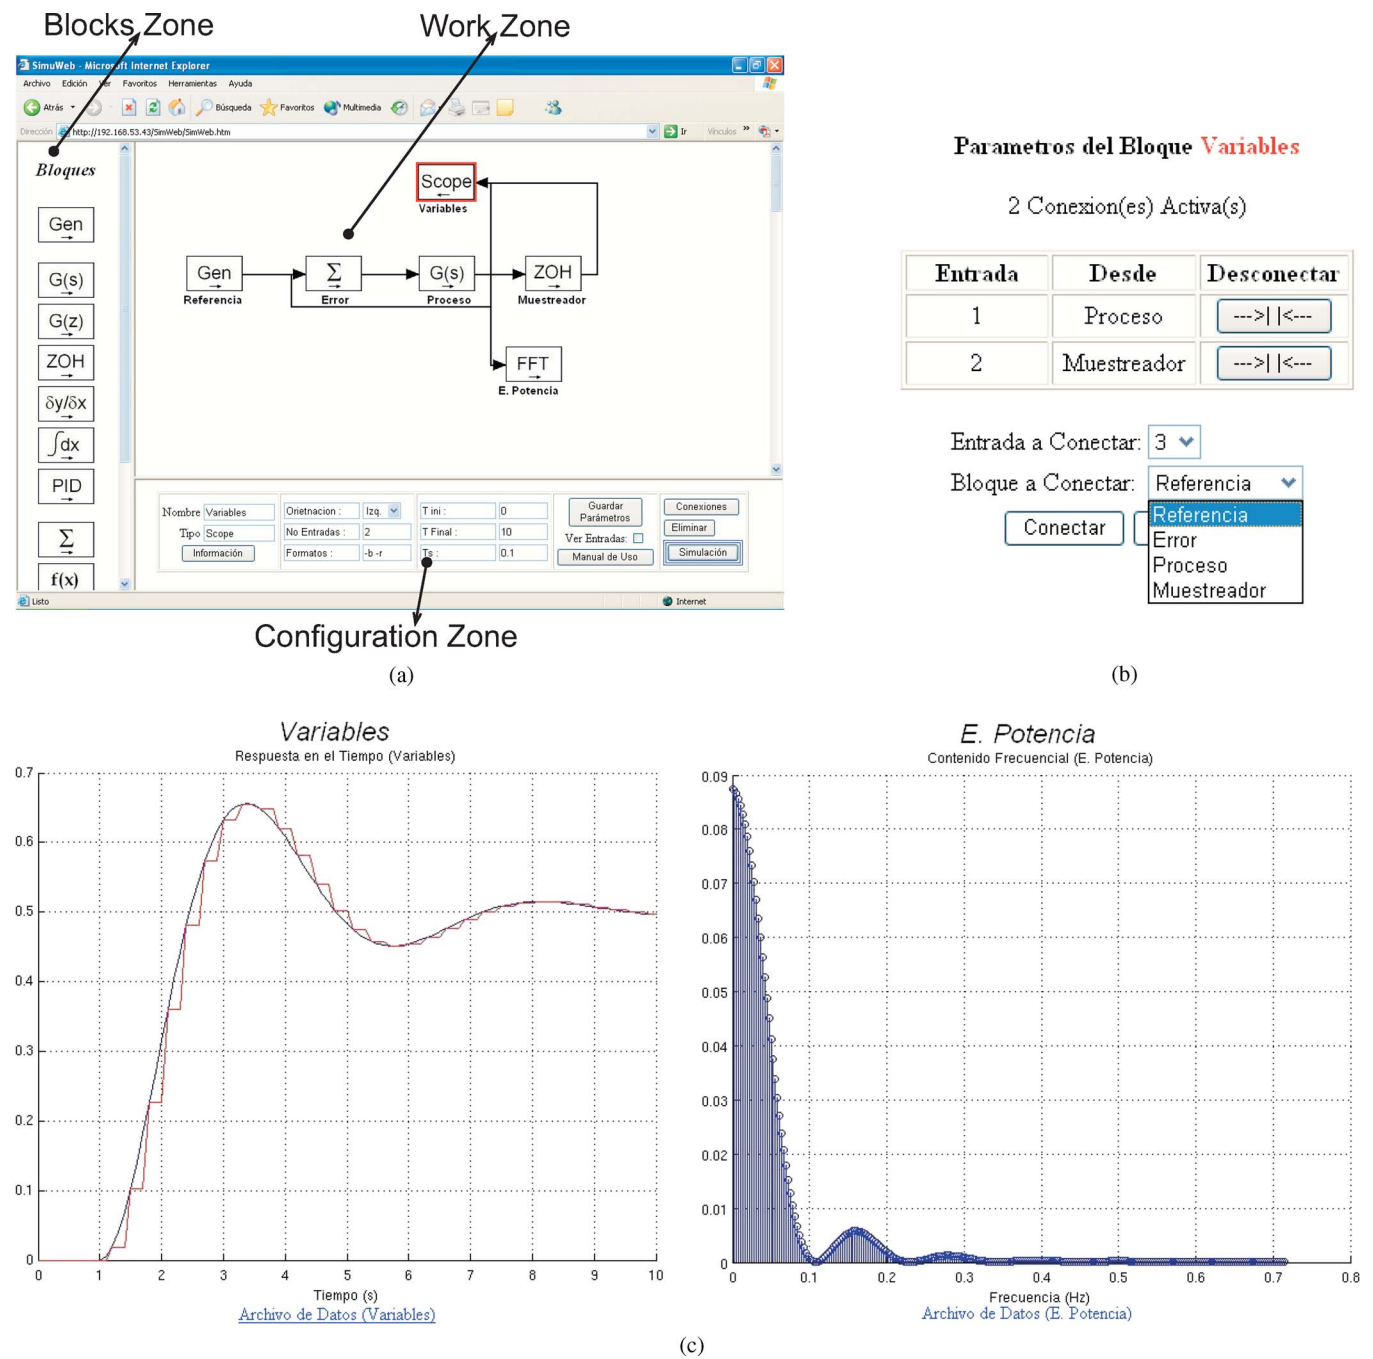 Blocks Zone
Work Zone
SimuWeb - Microsoft Internet Explorer
Archivo Edición Ver Favoritos Herramientas Ayuda
Atrás Búsqueda Favoritos Multimedia
Dirección http://192.168.53.43/SimWeb/SimWeb.htm Ir Vínculos »
Bloques
Gen
G(s)
G(z)
ZOH
δy/δx
∫dx
PID
Σ
f(x)
Scope
Variables
Gen
Referencia
Σ
Error
G(s)
Proceso
ZOH
Muestreador
FFT
E. Potencia
Nombre Variables
Tipo Scope
Información
Orietnacion : Izq.
No Entradas : 2
Formatos : -b -r
T ini : 0
T Final : 10
Ts : 0.1
Guardar
Parámetros
Ver Entradas:
Manual de Uso
Conexiones
Eliminar
Simulación
Listo
Internet
Configuration Zone
(a)
Parametros del Bloque Variables
2 Conexion(es) Activa(s)
Entrada Desde Desconectar
1 Proceso --->| |<---
2 Muestreador --->| |<---
Entrada a Conectar: 3
Bloque a Conectar: Referencia
Conectar
Referencia
Error
Proceso
Muestreador
(b)
Variables
Respuesta en el Tiempo (Variables)
0.7
0.6
0.5
0.4
0.3
0.2
0.1
0
0 1 2 3 4 5 6 7 8 9 10
Tiempo (s)
Archivo de Datos (Variables)
E. Potencia
Contenido Frecuencial (E. Potencia)
0.09
0.08
0.07
0.06
0.05
0.04
0.03
0.02
0.01
0
0 0.1 0.2 0.3 0.4 0.5 0.6 0.7 0.8
Frecuencia (Hz)
Archivo de Datos (E. Potencia)
(c)